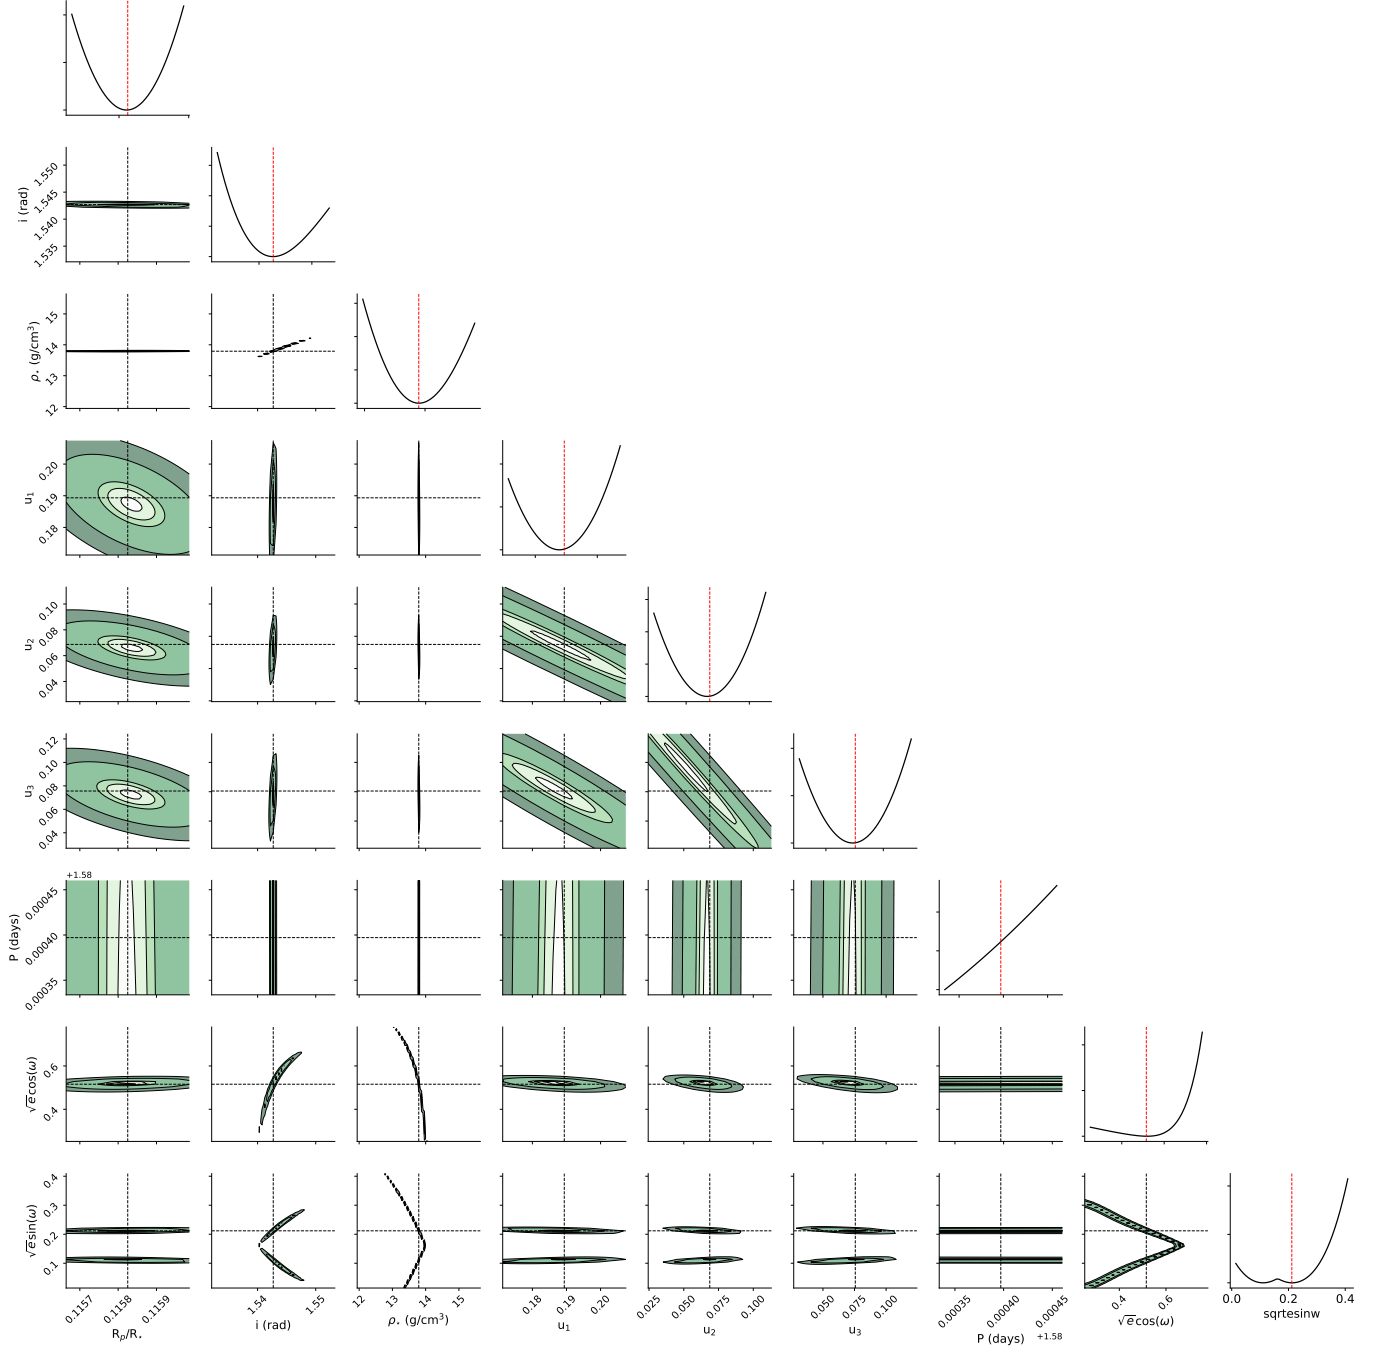 i (rad)
1.550
1.545
1.540
1.535
ρ⋆ (g/cm³)
15
14
13
12
u₁
0.20
0.19
0.18
u₂
0.10
0.08
0.06
0.04
u₃
0.12
0.10
0.08
0.06
0.04
+1.58
P (days)
0.00045
0.00040
0.00035
√e cos(ω)
0.6
0.4
√e sin(ω)
0.4
0.3
0.2
0.1
0.1157 0.1158 0.1159
1.54 1.55
12 13 14 15
0.18 0.19 0.20
0.025 0.050 0.075 0.100
0.050 0.075 0.100
0.00035 0.00040 0.00045
0.4 0.6
0.0 0.2 0.4
Rₚ/R⋆
i (rad)
ρ⋆ (g/cm³)
u₁
u₂
u₃
P (days) +1.58
√e cos(ω)
sqrtesinw